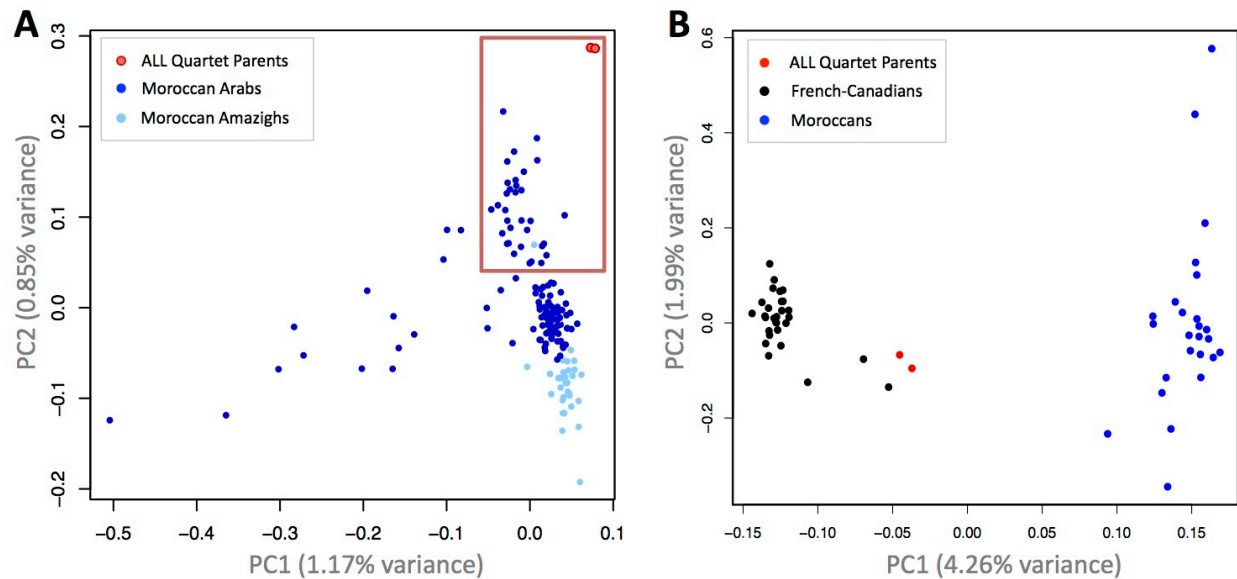 A
ALL Quartet Parents
Moroccan Arabs
Moroccan Amazighs
PC2 (0.85% variance)
0.3
0.2
0.1
0.0
−0.1
−0.2
−0.5
−0.4
−0.3
−0.2
−0.1
0.0
0.1
PC1 (1.17% variance)
B
ALL Quartet Parents
French-Canadians
Moroccans
PC2 (1.99% variance)
0.6
0.4
0.2
0.0
−0.2
−0.15
−0.10
−0.05
0.00
0.05
0.10
0.15
PC1 (4.26% variance)